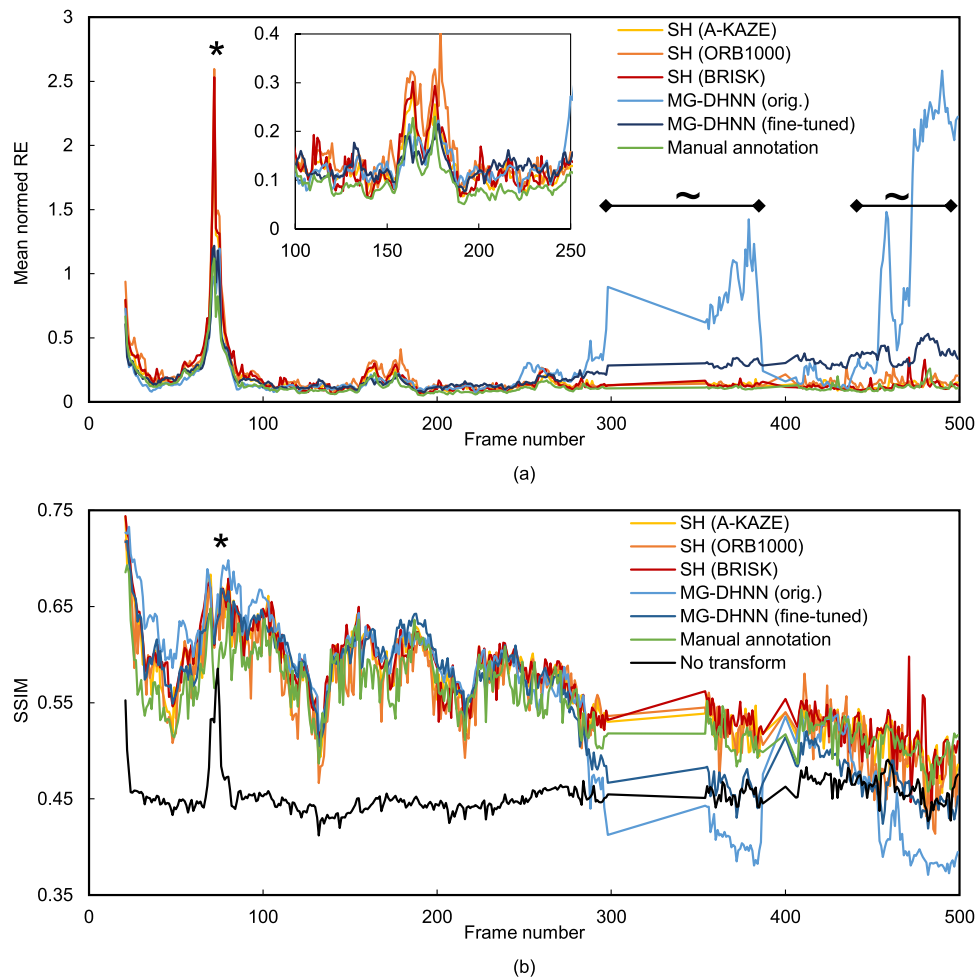 3
2.5
2
1.5
1
0.5
0
Mean normed RE
*
0.4
0.3
0.2
0.1
0
100
150
200
250
SH (A-KAZE)
SH (ORB1000)
SH (BRISK)
MG-DHNN (orig.)
MG-DHNN (fine-tuned)
Manual annotation
~
~
0
100
200
300
400
500
Frame number
(a)
0.75
0.65
0.55
0.45
0.35
SSIM
*
SH (A-KAZE)
SH (ORB1000)
SH (BRISK)
MG-DHNN (orig.)
MG-DHNN (fine-tuned)
Manual annotation
No transform
0
100
200
300
400
500
Frame number
(b)